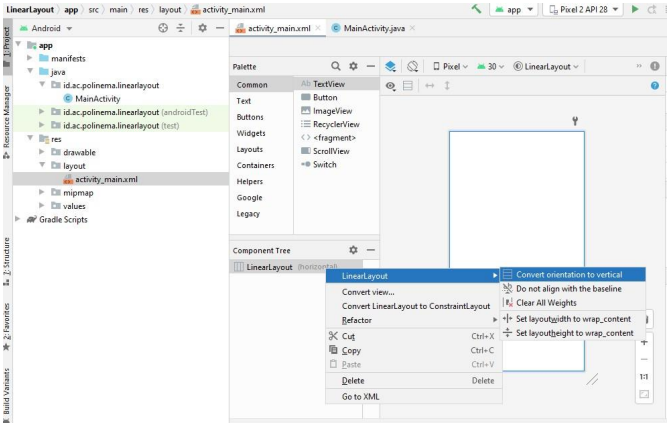 LinearLayout app src main res layout activity_main.xml
app
Pixel 2 API 28
Android
activity_main.xml
MainActivity.java
1: Project
Resource Manager
Z: Structure
2: Favorites
Build Variants
app
manifests
java
id.ac.polinema.linearlayout
MainActivity
id.ac.polinema.linearlayout (androidTest)
id.ac.polinema.linearlayout (test)
res
drawable
layout
activity_main.xml
mipmap
values
Gradle Scripts
Palette
Common
Text
Buttons
Widgets
Layouts
Containers
Helpers
Google
Legacy
Ab TextView
Button
ImageView
RecyclerView
<> <fragment>
ScrollView
Switch
Pixel
30
LinearLayout
Component Tree
LinearLayout (horizontal)
LinearLayout
Convert view...
Convert LinearLayout to ConstraintLayout
Refactor
Cut Ctrl+X
Copy Ctrl+C
Paste Ctrl+V
Delete Delete
Go to XML
Convert orientation to vertical
Do not align with the baseline
Clear All Weights
Set layoutwidth to wrap_content
Set layoutheight to wrap_content
1:1